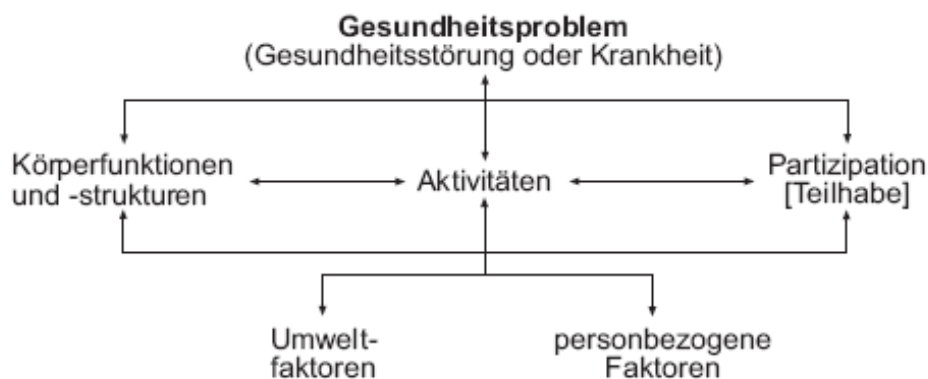 Gesundheitsproblem
(Gesundheitsstörung oder Krankheit)
Körperfunktionen
und -strukturen
Aktivitäten
Partizipation
[Teilhabe]
Umwelt-
faktoren
personbezogene
Faktoren